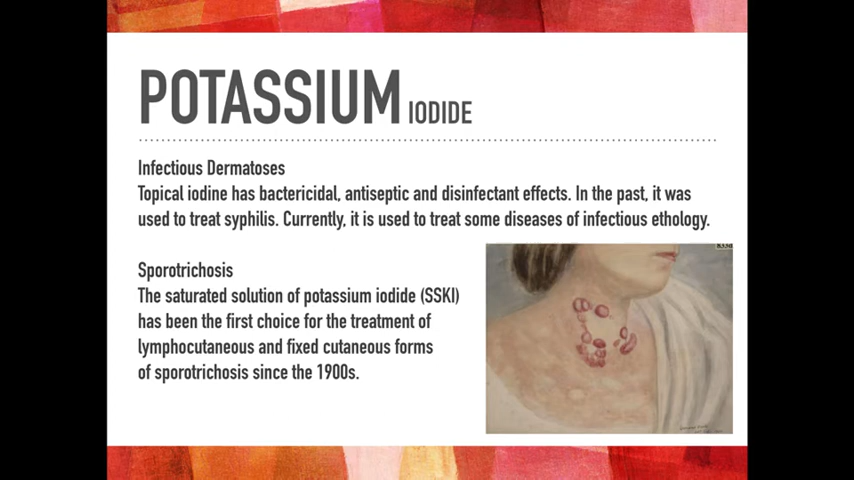 POTASSIUM IODIDE
Infectious Dermatoses
Topical iodine has bactericidal, antiseptic and disinfectant effects. In the past, it was
used to treat syphilis. Currently, it is used to treat some diseases of infectious ethology.
Sporotrichosis
The saturated solution of potassium iodide (SSKI)
has been the first choice for the treatment of
lymphocutaneous and fixed cutaneous forms
of sporotrichosis since the 1900s.